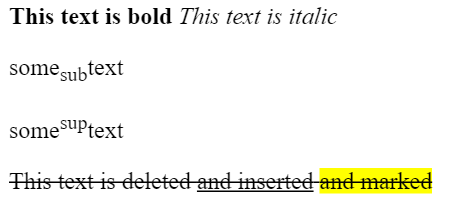 This text is bold This text is italic
somesubtext
somesuptext
This text is deleted and inserted and marked